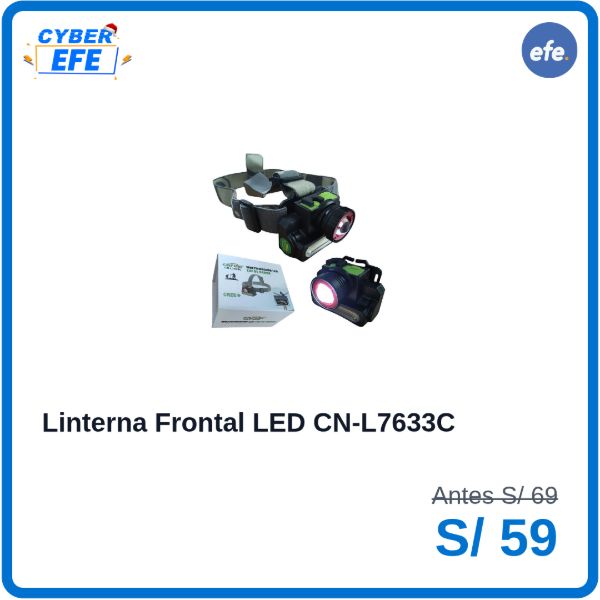 CYBER
EFE
efe.
Linterna Frontal LED CN-L7633C
Antes S/ 69
S/ 59